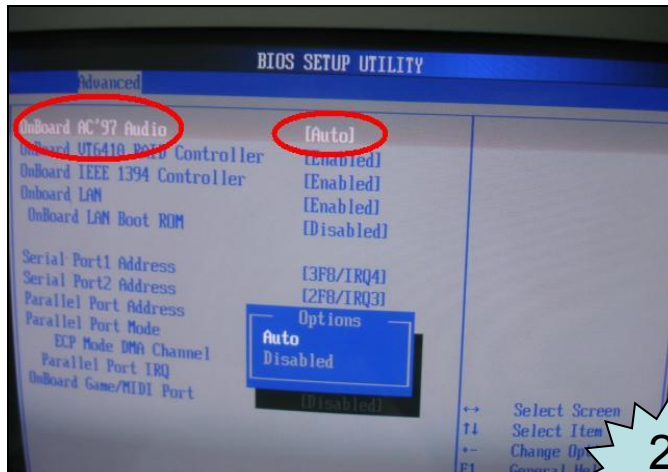 BIOS SETUP UTILITY
Advanced
OnBoard AC'97 Audio [Auto]
OnBoard VT6410 RAID Controller [Enabled]
OnBoard IEEE 1394 Controller [Enabled]
Onboard LAN [Enabled]
OnBoard LAN Boot ROM [Disabled]
Serial Port1 Address [3F8/IRQ4]
Serial Port2 Address [2F8/IRQ3]
Parallel Port Address
Parallel Port Mode
ECP Mode DMA Channel
Parallel Port IRQ
OnBoard Game/MIDI Port [Disabled]
Options
Auto
Disabled
↔ Select Screen
↑↓ Select Item
+- Change
F1 General
2